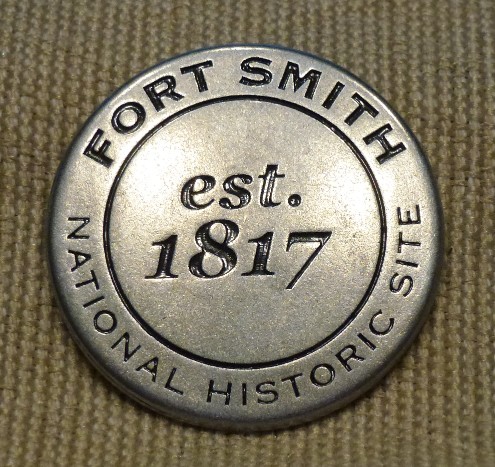 FORT SMITH
est.
1817
NATIONAL HISTORIC SITE